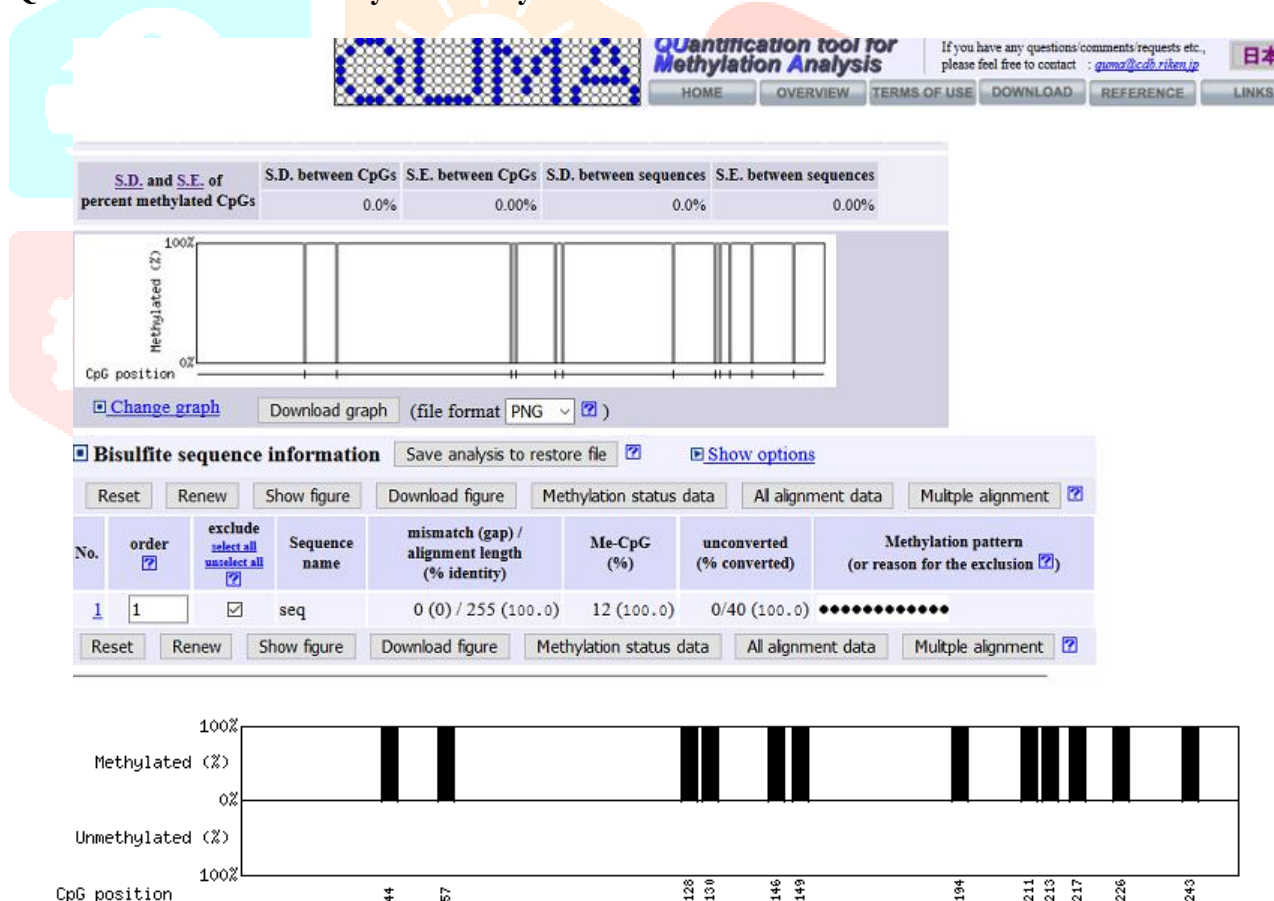 QUMA
QUantification tool for
Methylation Analysis
If you have any questions/comments/requests etc.,
please feel free to contact : quma@cdb.riken.jp
日本
HOME OVERVIEW TERMS OF USE DOWNLOAD REFERENCE LINKS
S.D. and S.E. of
percent methylated CpGs
S.D. between CpGs S.E. between CpGs S.D. between sequences S.E. between sequences
0.0% 0.00% 0.0% 0.00%
100%
Methylated (%)
0%
CpG position
Change graph Download graph (file format PNG ? )
Bisulfite sequence information Save analysis to restore file ? Show options
Reset Renew Show figure Download figure Methylation status data All alignment data Mulitple alignment ?
No. order ? exclude select all unselect all ? Sequence name mismatch (gap) / alignment length (% identity) Me-CpG (%) unconverted (% converted) Methylation pattern (or reason for the exclusion ?)
1 1 seq 0 (0) / 255 (100.0) 12 (100.0) 0/40 (100.0)
Reset Renew Show figure Download figure Methylation status data All alignment data Mulitple alignment ?
100%
Methylated (%)
0%
Unmethylated (%)
100%
CpG position 44 57 128 130 146 149 194 211 213 217 226 243